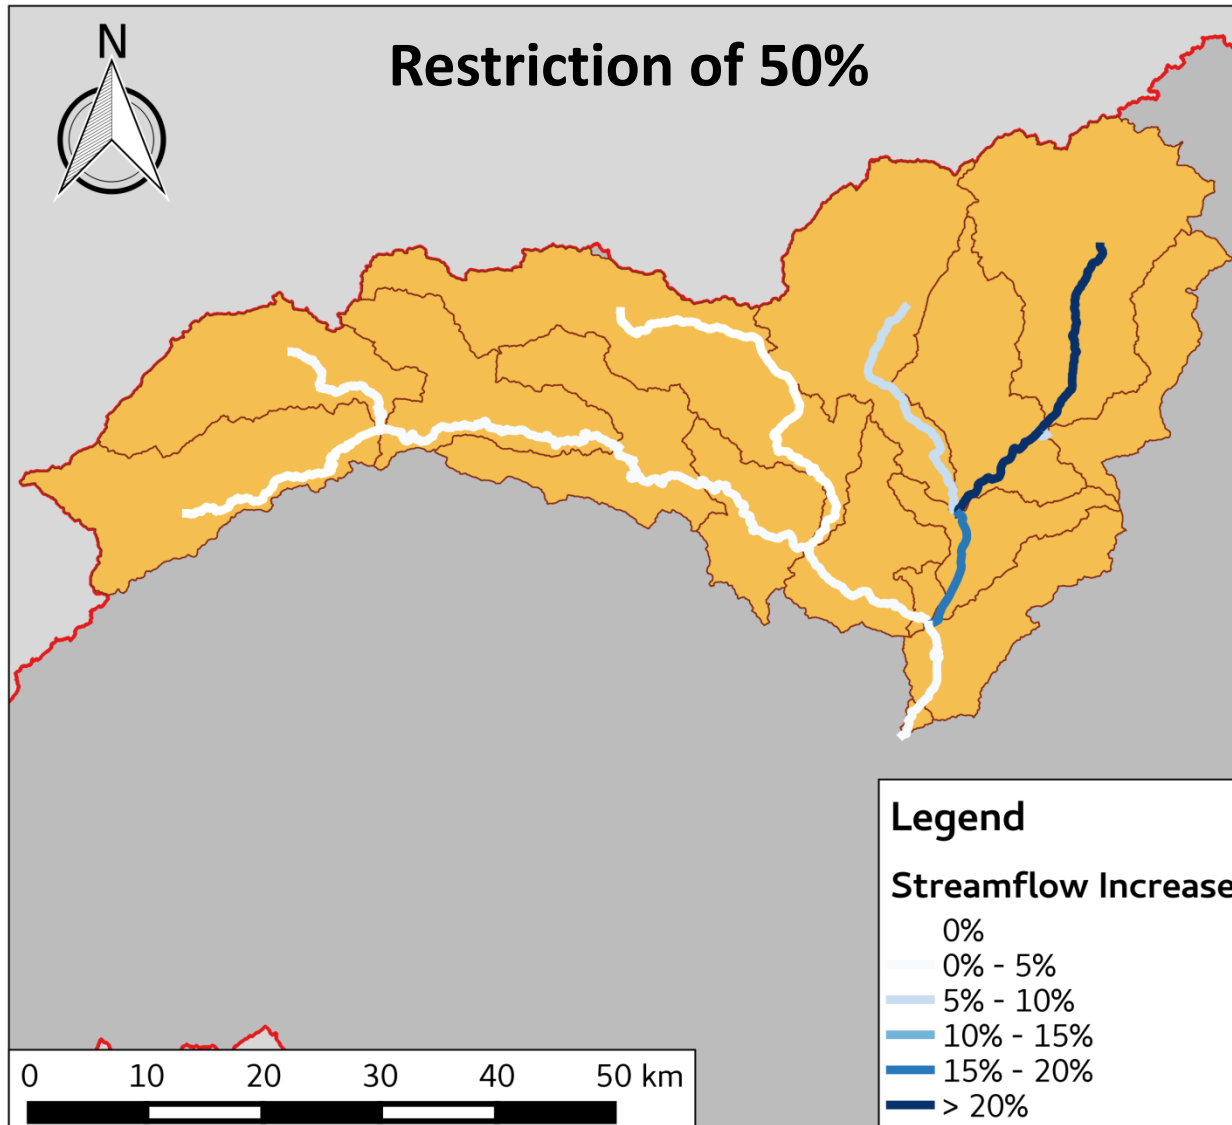 N
Restriction of 50%
Legend
Streamflow Increase
0%
0% - 5%
5% - 10%
10% - 15%
15% - 20%
> 20%
0 10 20 30 40 50 km